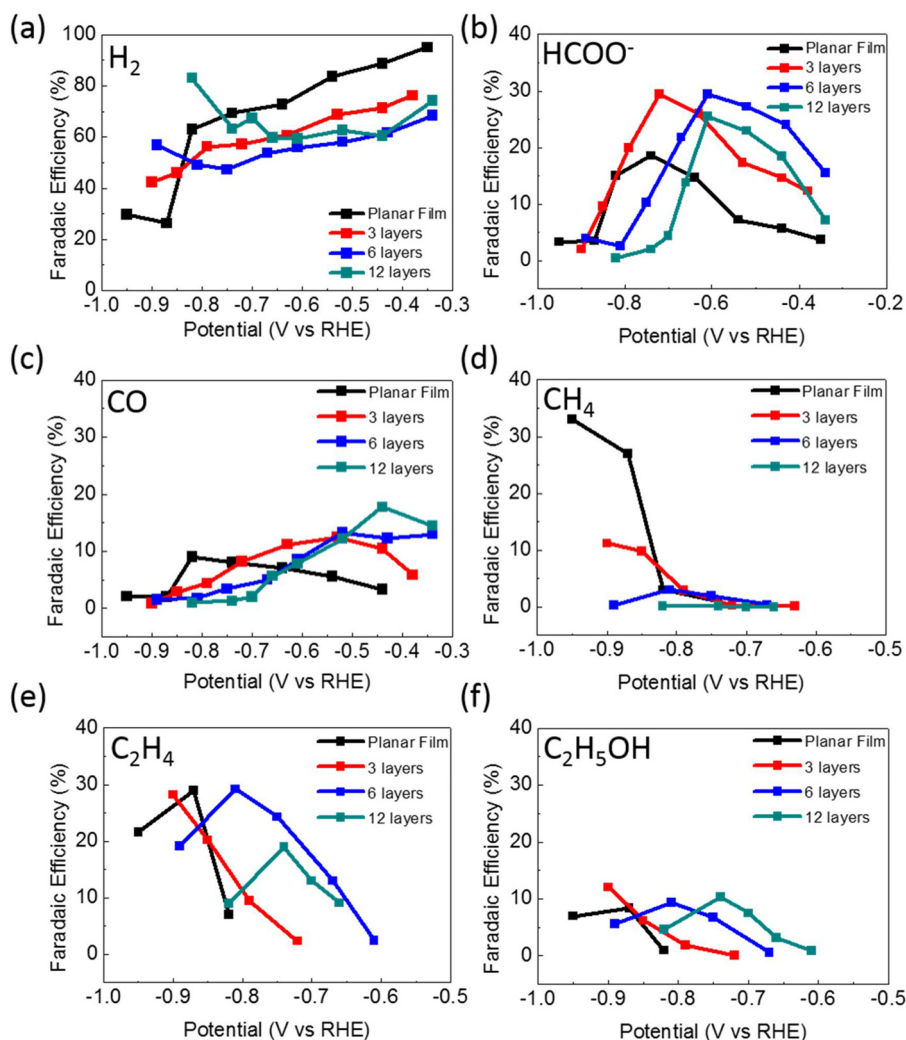 (a)
H2
Faradaic Efficiency (%)
100
80
60
40
20
0
Planar Film
3 layers
6 layers
12 layers
-1.0 -0.9 -0.8 -0.7 -0.6 -0.5 -0.4 -0.3
Potential (V vs RHE)
(b)
HCOO-
Faradaic Efficiency (%)
40
30
20
10
0
Planar Film
3 layers
6 layers
12 layers
-1.0 -0.8 -0.6 -0.4 -0.2
Potential (V vs RHE)
(c)
CO
Faradaic Efficiency (%)
40
30
20
10
0
Planar Film
3 layers
6 layers
12 layers
-1.0 -0.9 -0.8 -0.7 -0.6 -0.5 -0.4 -0.3
Potential (V vs RHE)
(d)
CH4
Faradaic Efficiency (%)
40
30
20
10
0
Planar Film
3 layers
6 layers
12 layers
-1.0 -0.9 -0.8 -0.7 -0.6 -0.5
Potential (V vs RHE)
(e)
C2H4
Faradaic Efficiency (%)
40
30
20
10
0
Planar Film
3 layers
6 layers
12 layers
-1.0 -0.9 -0.8 -0.7 -0.6 -0.5
Potential (V vs RHE)
(f)
C2H5OH
Faradaic Efficiency (%)
40
30
20
10
0
Planar Film
3 layers
6 layers
12 layers
-1.0 -0.9 -0.8 -0.7 -0.6 -0.5
Potential (V vs RHE)